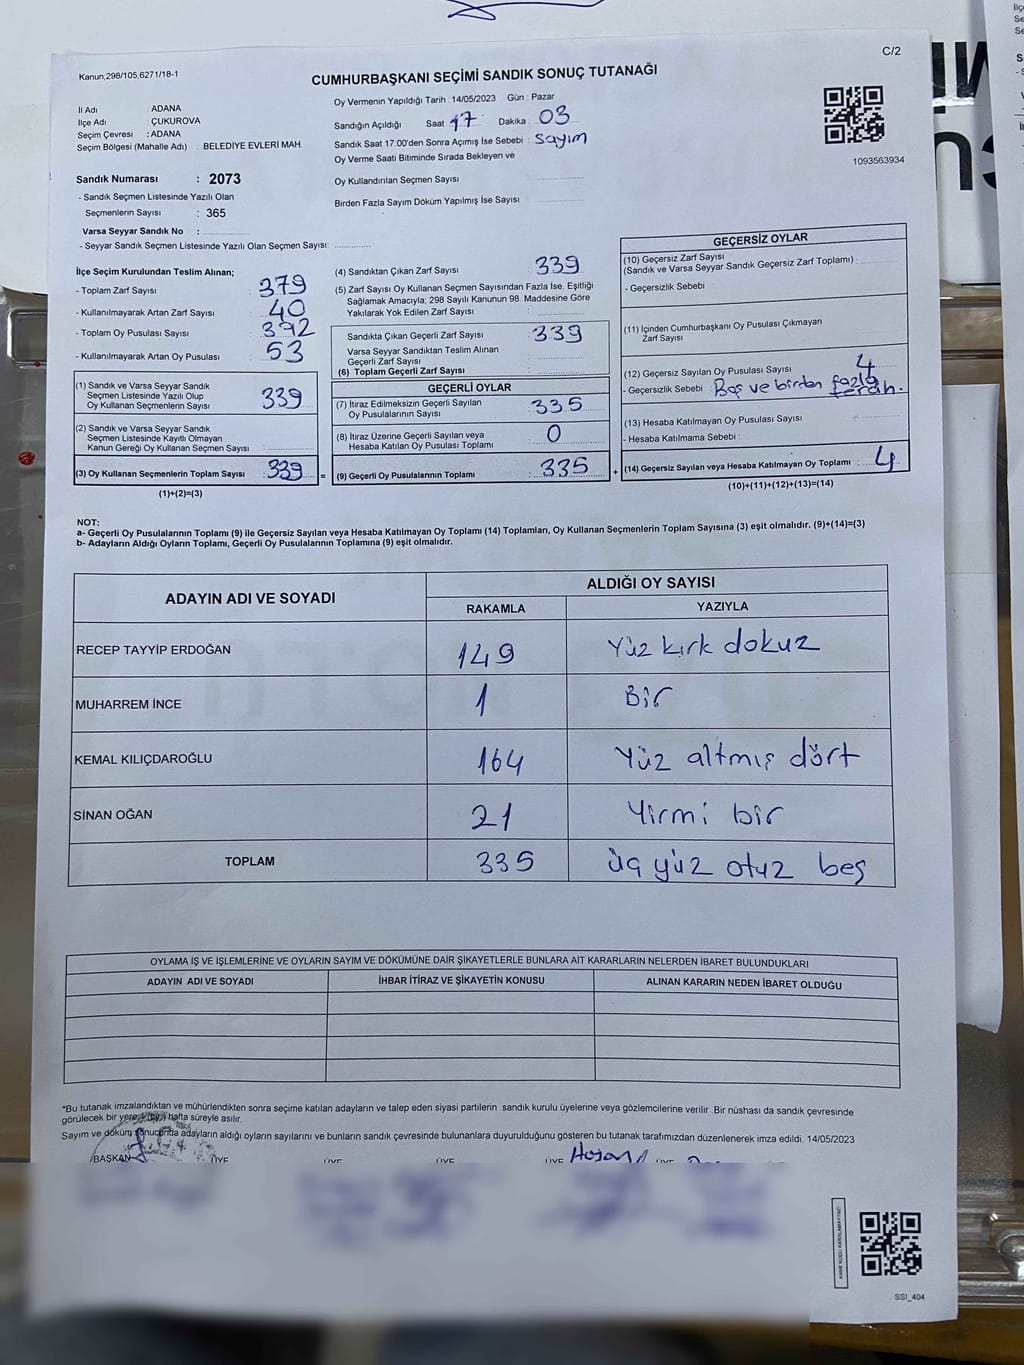 C/2
Kanun,298/105,6271/18-1
CUMHURBAŞKANI SEÇİMİ SANDIK SONUÇ TUTANAĞI
İl Adı : ADANA
İlçe Adı : ÇUKUROVA
Seçim Çevresi : ADANA
Seçim Bölgesi (Mahalle Adı) : BELEDİYE EVLERİ MAH.
Sandık Numarası : 2073
- Sandık Seçmen Listesinde Yazılı Olan
Seçmenlerin Sayısı : 365
Varsa Seyyar Sandık No :
- Seyyar Sandık Seçmen Listesinde Yazılı Olan Seçmen Sayısı:
Oy Vermenin Yapıldığı Tarih :14/05/2023 Gün : Pazar
Sandığın Açıldığı Saat 17 Dakika : 03
Sandık Saat 17:00'den Sonra Açımış İse Sebebi : sayım
Oy Verme Saati Bitiminde Sırada Bekleyen ve
Oy Kullandırılan Seçmen Sayısı
Birden Fazla Sayım Döküm Yapılmış İse Sayısı
1093563934
İlçe Seçim Kurulundan Teslim Alınan;
- Toplam Zarf Sayısı : 379
- Kullanılmayarak Artan Zarf Sayısı : 40
- Toplam Oy Pusulası Sayısı : 392
- Kullanılmayarak Artan Oy Pusulası : 53
(1) Sandık ve Varsa Seyyar Sandık
Seçmen Listesinde Yazılı Olup
Oy Kullanan Seçmenlerin Sayısı : 339
(2) Sandık ve Varsa Seyyar Sandık
Seçmen Listesinde Kayıtlı Olmayan
Kanun Gereği Oy Kullanan Seçmen Sayısı :
(3) Oy Kullanan Seçmenlerin Toplam Sayısı : 339 =
(1)+(2)=(3)
(4) Sandıktan Çıkan Zarf Sayısı : 339
(5) Zarf Sayısı Oy Kullanan Seçmen Sayısından Fazla İse, Eşitliği
Sağlamak Amacıyla; 298 Sayılı Kanunun 98. Maddesine Göre
Yakılarak Yok Edilen Zarf Sayısı :
Sandıkta Çıkan Geçerli Zarf Sayısı : 339
Varsa Seyyar Sandıktan Teslim Alınan
Geçerli Zarf Sayısı :
(6) Toplam Geçerli Zarf Sayısı :
GEÇERLİ OYLAR
(7) İtiraz Edilmeksizin Geçerli Sayılan
Oy Pusulalarının Sayısı : 335
(8) İtiraz Üzerine Geçerli Sayılan veya
Hesaba Katılan Oy Pusulası Toplamı : 0
(9) Geçerli Oy Pusulalarının Toplamı : 335 +
GEÇERSİZ OYLAR
(10) Geçersiz Zarf Sayısı
(Sandık ve Varsa Seyyar Sandık Geçersiz Zarf Toplamı) :
- Geçersizlik Sebebi
(11) İçinden Cumhurbaşkanı Oy Pusulası Çıkmayan
Zarf Sayısı
(12) Geçersiz Sayılan Oy Pusulası Sayısı : 4
- Geçersizlik Sebebi : Boş ve birden fazla tercih.
(13) Hesaba Katılmayan Oy Pusulası Sayısı :
- Hesaba Katılmama Sebebi :
(14) Geçersiz Sayılan veya Hesaba Katılmayan Oy Toplamı : 4
(10)+(11)+(12)+(13)=(14)
NOT:
a- Geçerli Oy Pusulalarının Toplamı (9) ile Geçersiz Sayılan veya Hesaba Katılmayan Oy Toplamı (14) Toplamları, Oy Kullanan Seçmenlerin Toplam Sayısına (3) eşit olmalıdır. (9)+(14)=(3)
b- Adayların Aldığı Oyların Toplamı, Geçerli Oy Pusulalarının Toplamına (9) eşit olmalıdır.
ADAYIN ADI VE SOYADI ALDIĞI OY SAYISI
RAKAMLA YAZIYLA
RECEP TAYYİP ERDOĞAN 149 Yüz kırk dokuz
MUHARREM İNCE 1 Bir
KEMAL KILIÇDAROĞLU 164 Yüz altmış dört
SİNAN OĞAN 21 Yirmi bir
TOPLAM 335 üç yüz otuz beş
OYLAMA İŞ VE İŞLEMLERİNE VE OYLARIN SAYIM VE DÖKÜMÜNE DAİR ŞİKAYETLERLE BUNLARA AİT KARARLARIN NELERDEN İBARET BULUNDUKLARI
ADAYIN ADI VE SOYADI İHBAR İTİRAZ VE ŞİKAYETİN KONUSU ALINAN KARARIN NEDEN İBARET OLDUĞU
*Bu tutanak imzalandıktan ve mühürlendikten sonra seçime katılan adayların ve talep eden siyasi partilerin sandık kurulu üyelerine veya gözlemcilerine verilir .Bir nüshası da sandık çevresinde
görülecek bir yere (bir) hafta süreyle asılır.
Sayım ve döküm sonucunda adayların aldığı oyların sayılarını ve bunların sandık çevresinde bulunanlara duyurulduğunu gösteren bu tutanak tarafımızdan düzenlenerek imza edildi. 14/05/2023
BAŞKAN ÜYE ÜYE ÜYE ÜYE ÜYE
SSI_404